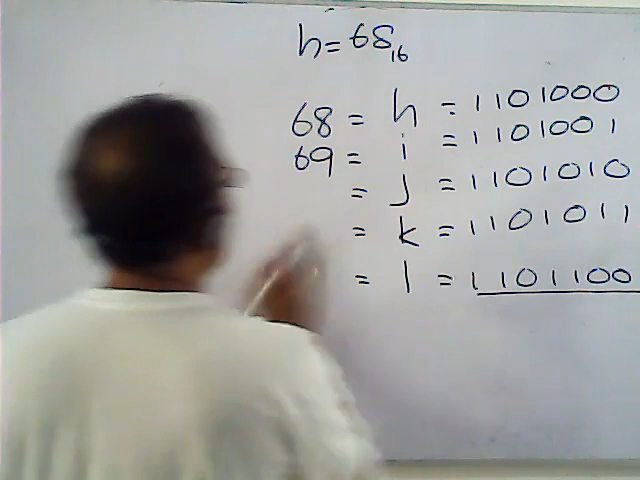 h = 68₁₆
68 = h = 1101000
69 = i = 1101001
= j = 1101010
= k = 1101011
= l = 1101100